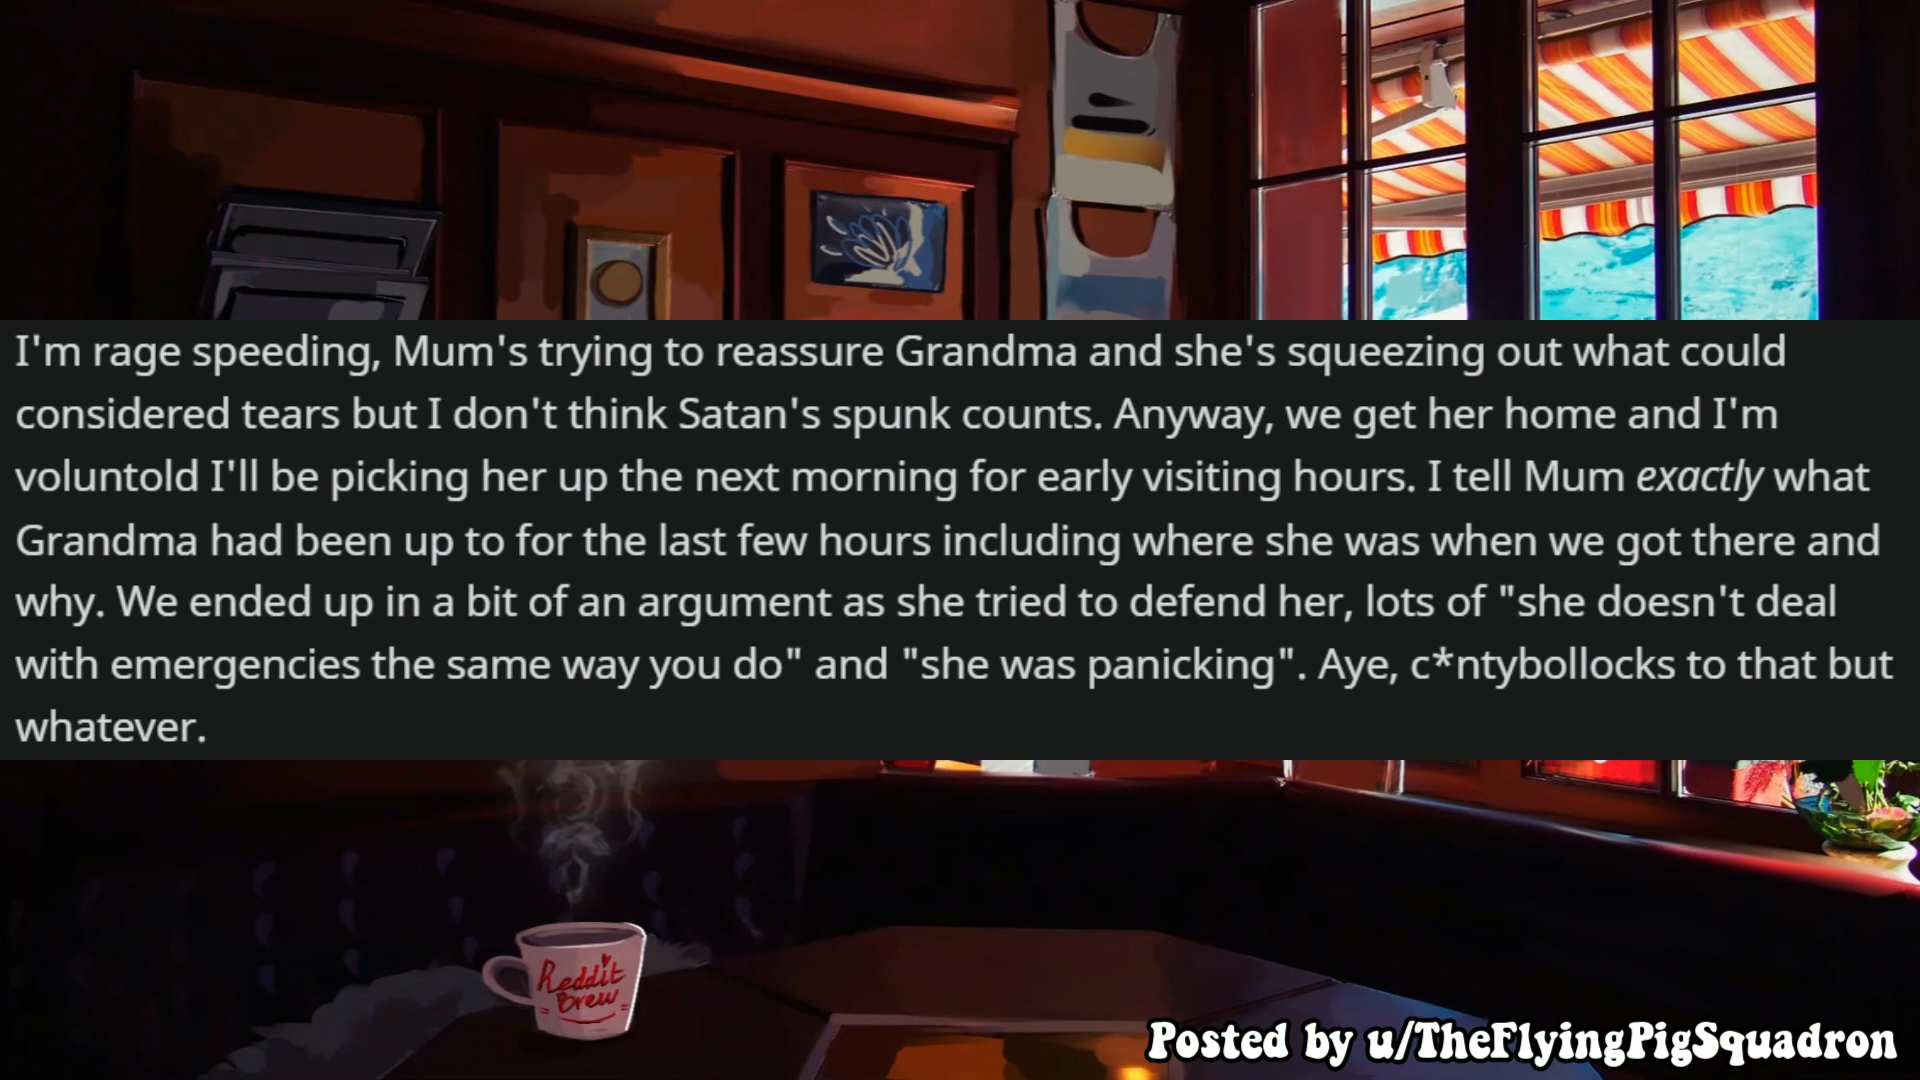 I'm rage speeding, Mum's trying to reassure Grandma and she's squeezing out what could
considered tears but I don't think Satan's spunk counts. Anyway, we get her home and I'm
voluntold I'll be picking her up the next morning for early visiting hours. I tell Mum exactly what
Grandma had been up to for the last few hours including where she was when we got there and
why. We ended up in a bit of an argument as she tried to defend her, lots of "she doesn't deal
with emergencies the same way you do" and "she was panicking". Aye, c*ntybollocks to that but
whatever.
Reddit
Brew
Posted by u/TheFlyingPigSquadron